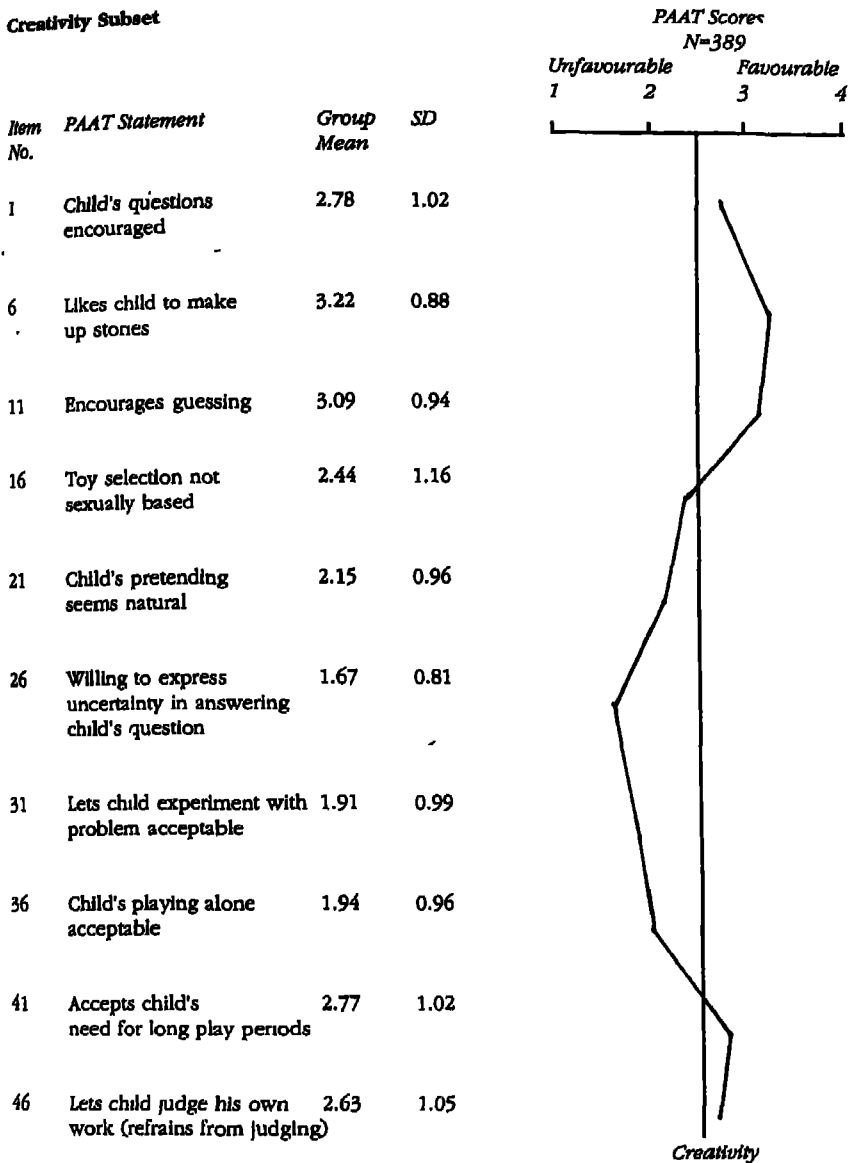 Creativity Subset
PAAT Scores
N=389
Unfavourable Favourable
1 2 3 4
Item No. PAAT Statement Group Mean SD
1 Child's questions 2.78 1.02
encouraged
6 Likes child to make 3.22 0.88
up stories
11 Encourages guessing 3.09 0.94
16 Toy selection not 2.44 1.16
sexually based
21 Child's pretending 2.15 0.96
seems natural
26 Willing to express 1.67 0.81
uncertainty in answering
child's question
31 Lets child experiment with 1.91 0.99
problem acceptable
36 Child's playing alone 1.94 0.96
acceptable
41 Accepts child's 2.77 1.02
need for long play periods
46 Lets child judge his own 2.63 1.05
work (refrains from judging)
Creativity